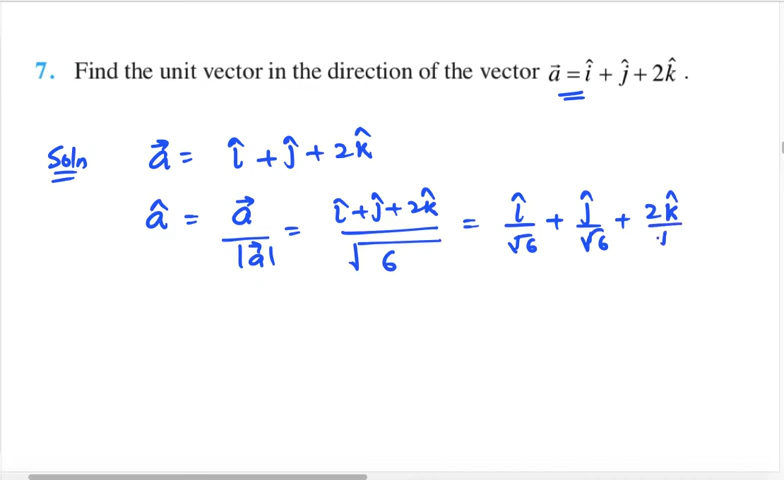 7. Find the unit vector in the direction of the vector a⃗ = î + ĵ + 2k̂ .
Soln a⃗ = î + ĵ + 2k̂
â = a⃗/|a⃗| = (î + ĵ + 2k̂)/√6 = î/√6 + ĵ/√6 + 2k̂/